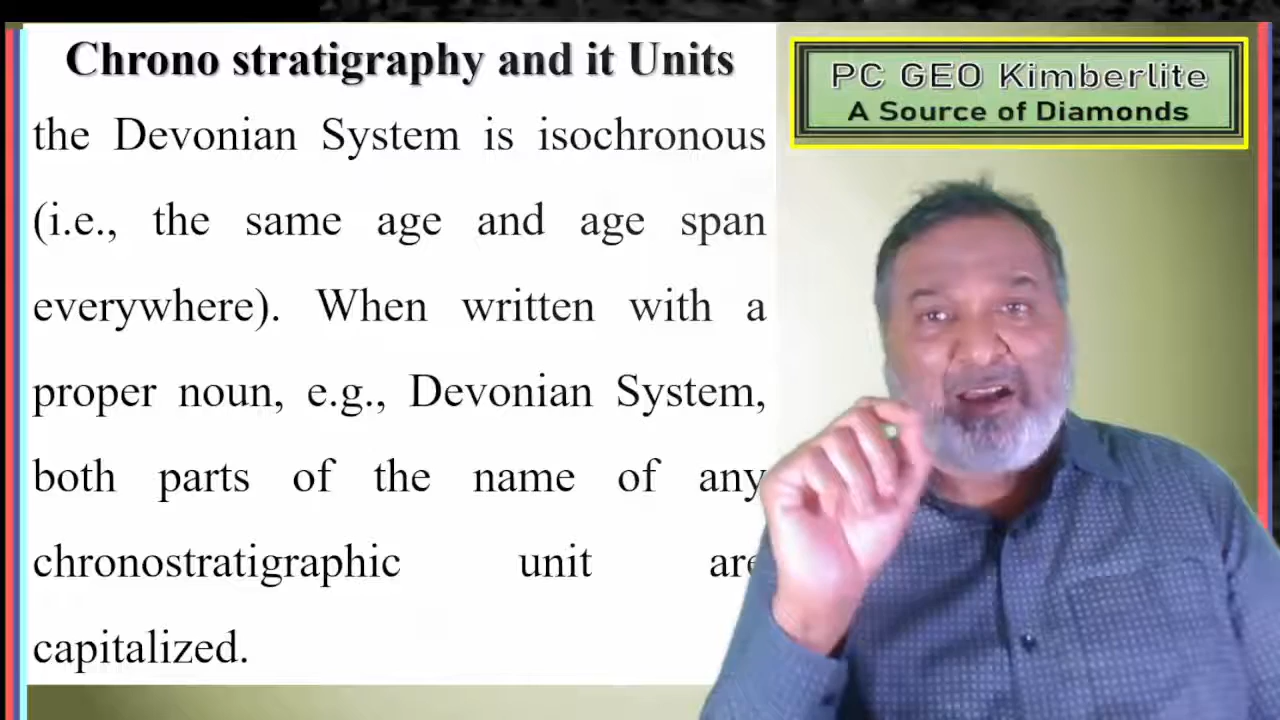 Chrono stratigraphy and it Units
the Devonian System is isochronous
(i.e., the same age and age span
everywhere). When written with a
proper noun, e.g., Devonian System,
both parts of the name of any
chronostratigraphic unit are
capitalized.
PC GEO Kimberlite
A Source of Diamonds